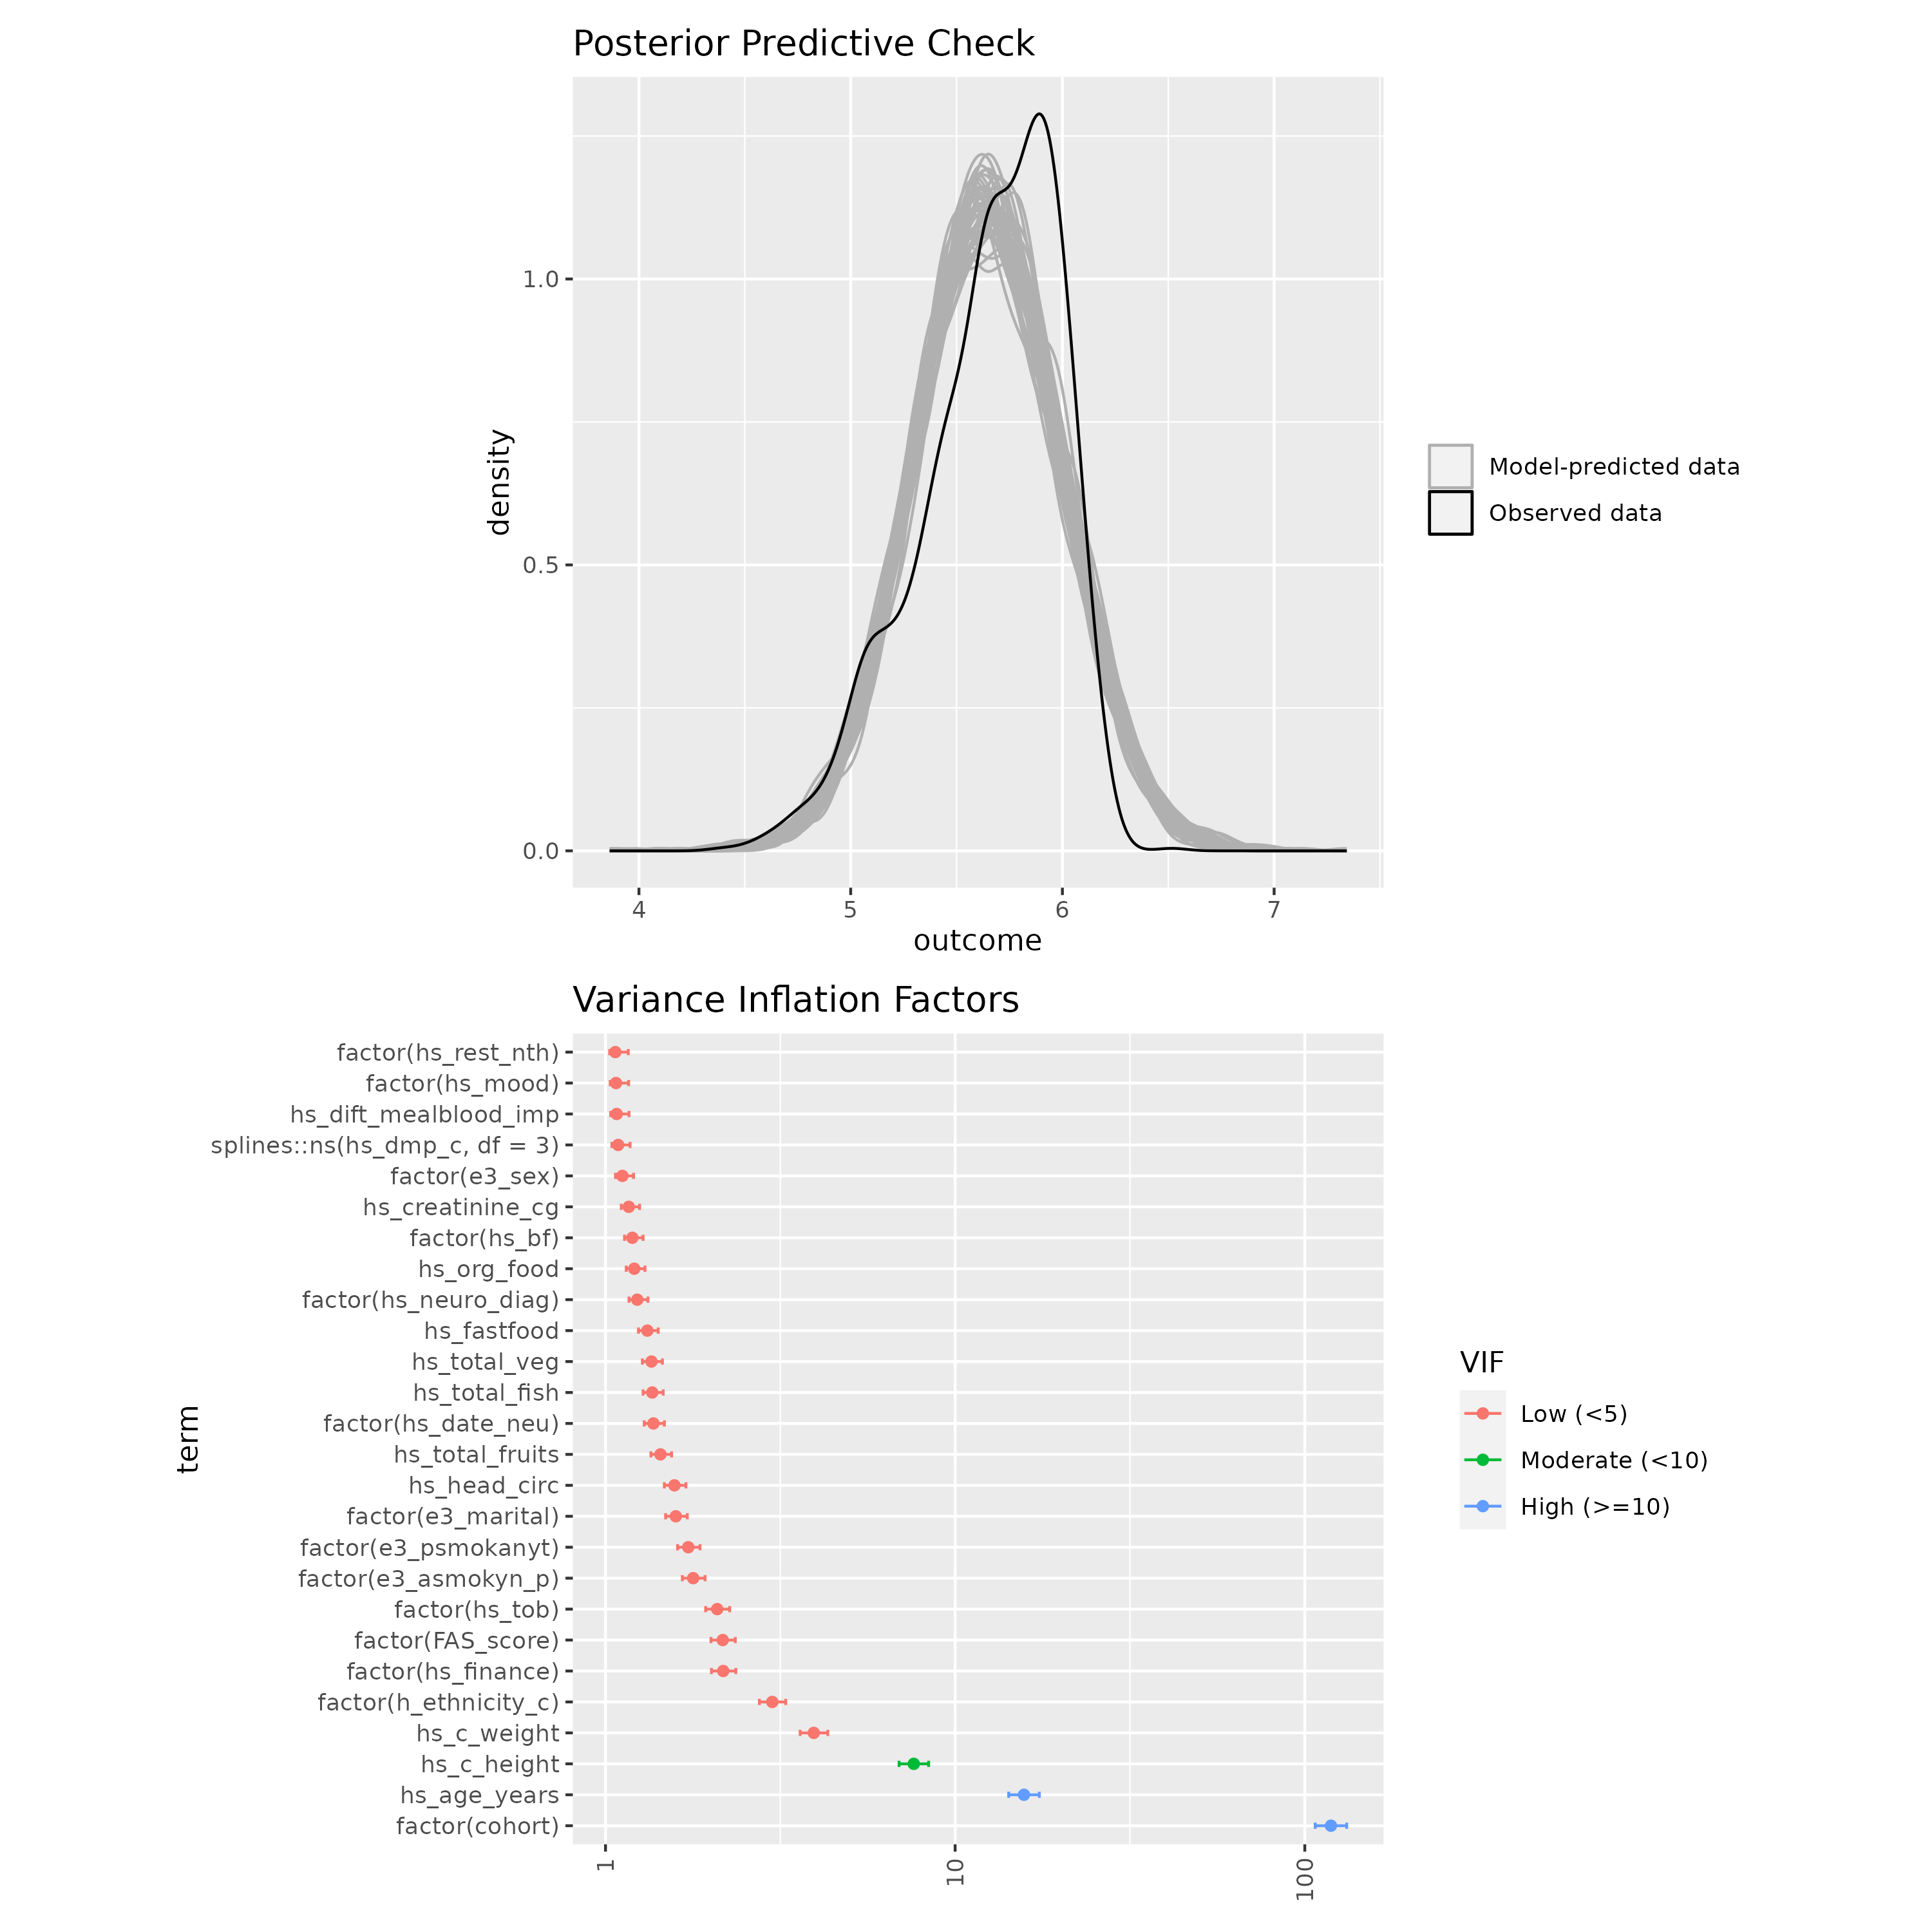 Posterior Predictive Check
density
1.0
0.5
0.0
4 5 6 7
outcome
Model-predicted data
Observed data
Variance Inflation Factors
term
factor(hs_rest_nth)
factor(hs_mood)
hs_dift_mealblood_imp
splines::ns(hs_dmp_c, df = 3)
factor(e3_sex)
hs_creatinine_cg
factor(hs_bf)
hs_org_food
factor(hs_neuro_diag)
hs_fastfood
hs_total_veg
hs_total_fish
factor(hs_date_neu)
hs_total_fruits
hs_head_circ
factor(e3_marital)
factor(e3_psmokanyt)
factor(e3_asmokyn_p)
factor(hs_tob)
factor(FAS_score)
factor(hs_finance)
factor(h_ethnicity_c)
hs_c_weight
hs_c_height
hs_age_years
factor(cohort)
1 10 100
VIF
Low (<5)
Moderate (<10)
High (>=10)